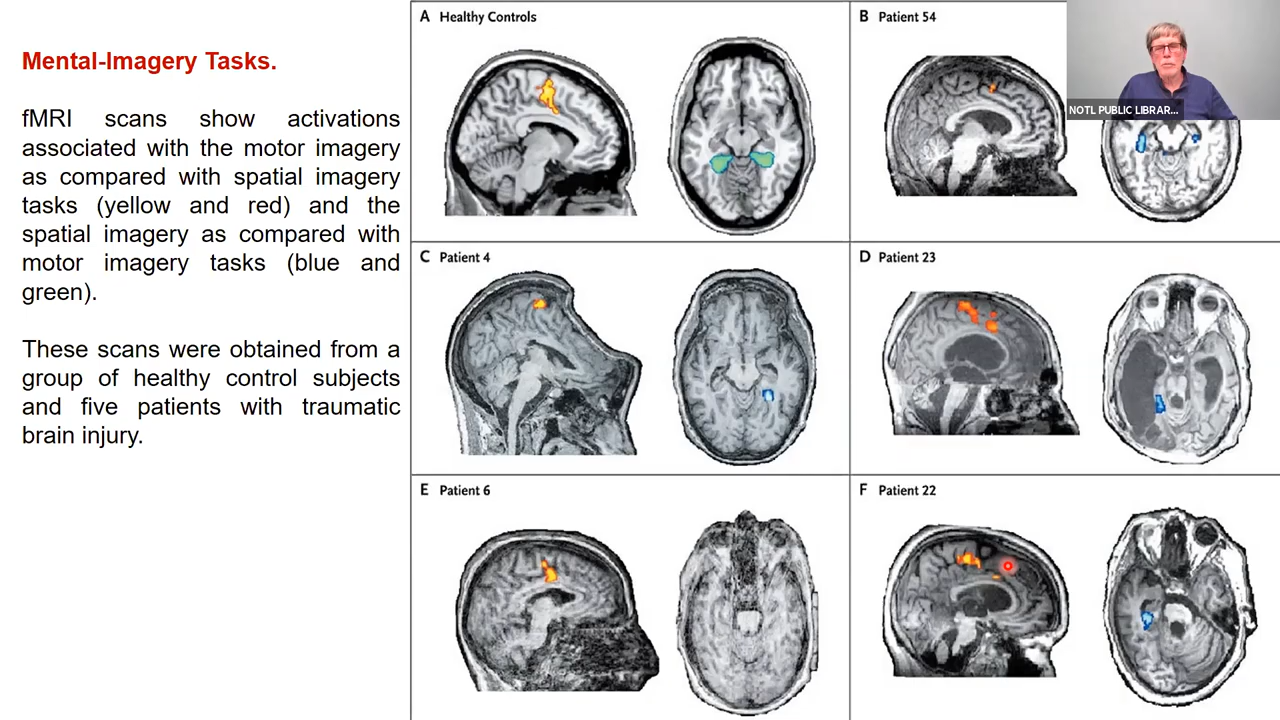 Mental-Imagery Tasks.
fMRI scans show activations
associated with the motor imagery
as compared with spatial imagery
tasks (yellow and red) and the
spatial imagery as compared with
motor imagery tasks (blue and
green).
These scans were obtained from a
group of healthy control subjects
and five patients with traumatic
brain injury.
A Healthy Controls
B Patient 54
NOTL PUBLIC LIBRAR...
C Patient 4
D Patient 23
E Patient 6
F Patient 22